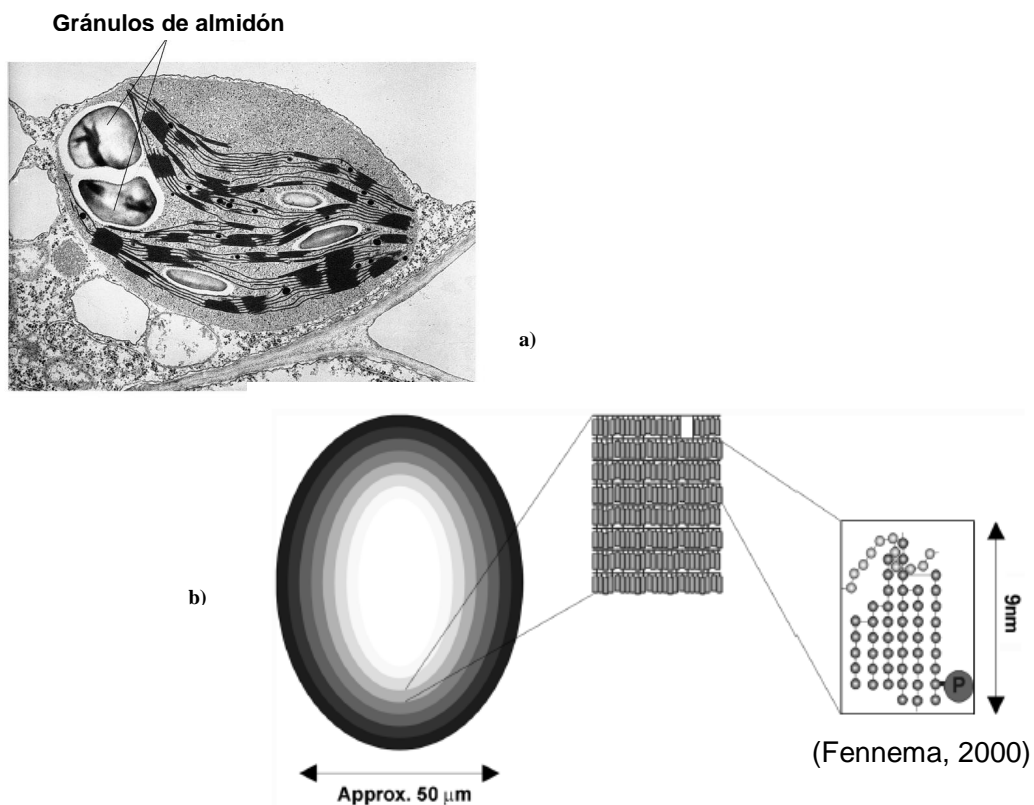 Gránulos de almidón
a)
b)
P
9nm
(Fennema, 2000)
Approx. 50 µm